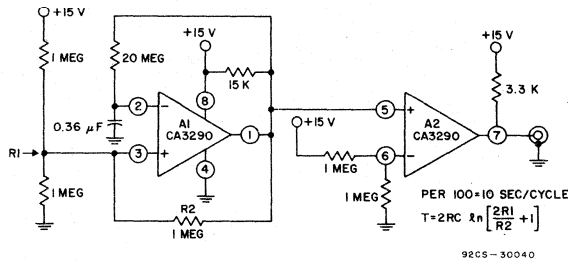 +15 V
1 MEG
20 MEG
+15 V
15 K
0.36 µF
2
−
8
A1
CA3290
1
R1
3
+
4
1 MEG
R2
1 MEG
+15 V
1 MEG
5
+
A2
CA3290
6
−
1 MEG
+15 V
3.3 K
7
PER 100=10 SEC/CYCLE
T=2RC ℓn [2R1/R2 +1]
92CS-30040